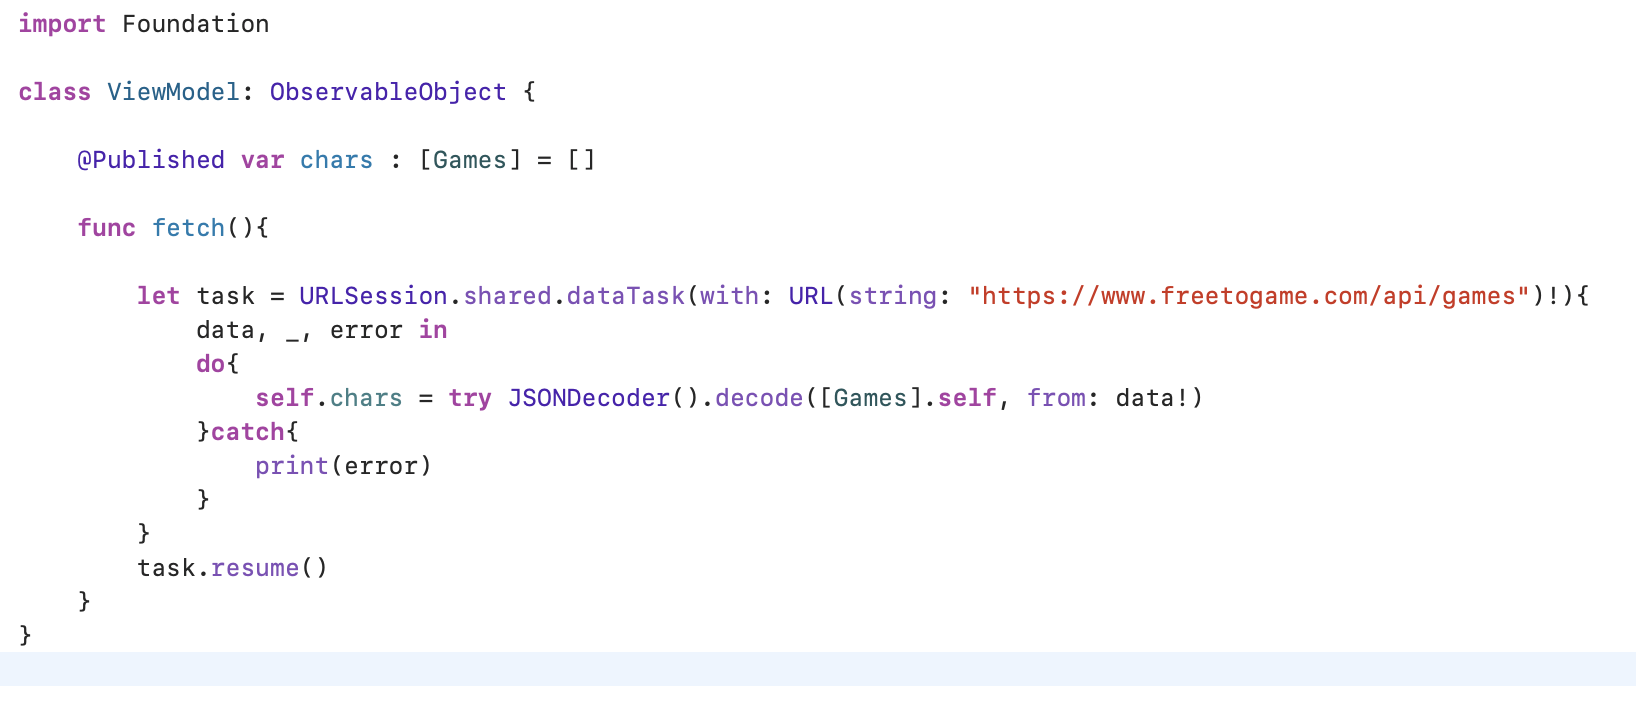 import Foundation
class ViewModel: ObservableObject {
@Published var chars : [Games] = []
func fetch(){
let task = URLSession.shared.dataTask(with: URL(string: "https://www.freetogame.com/api/games")!){
data, _, error in
do{
self.chars = try JSONDecoder().decode([Games].self, from: data!)
}catch{
print(error)
}
}
task.resume()
}
}